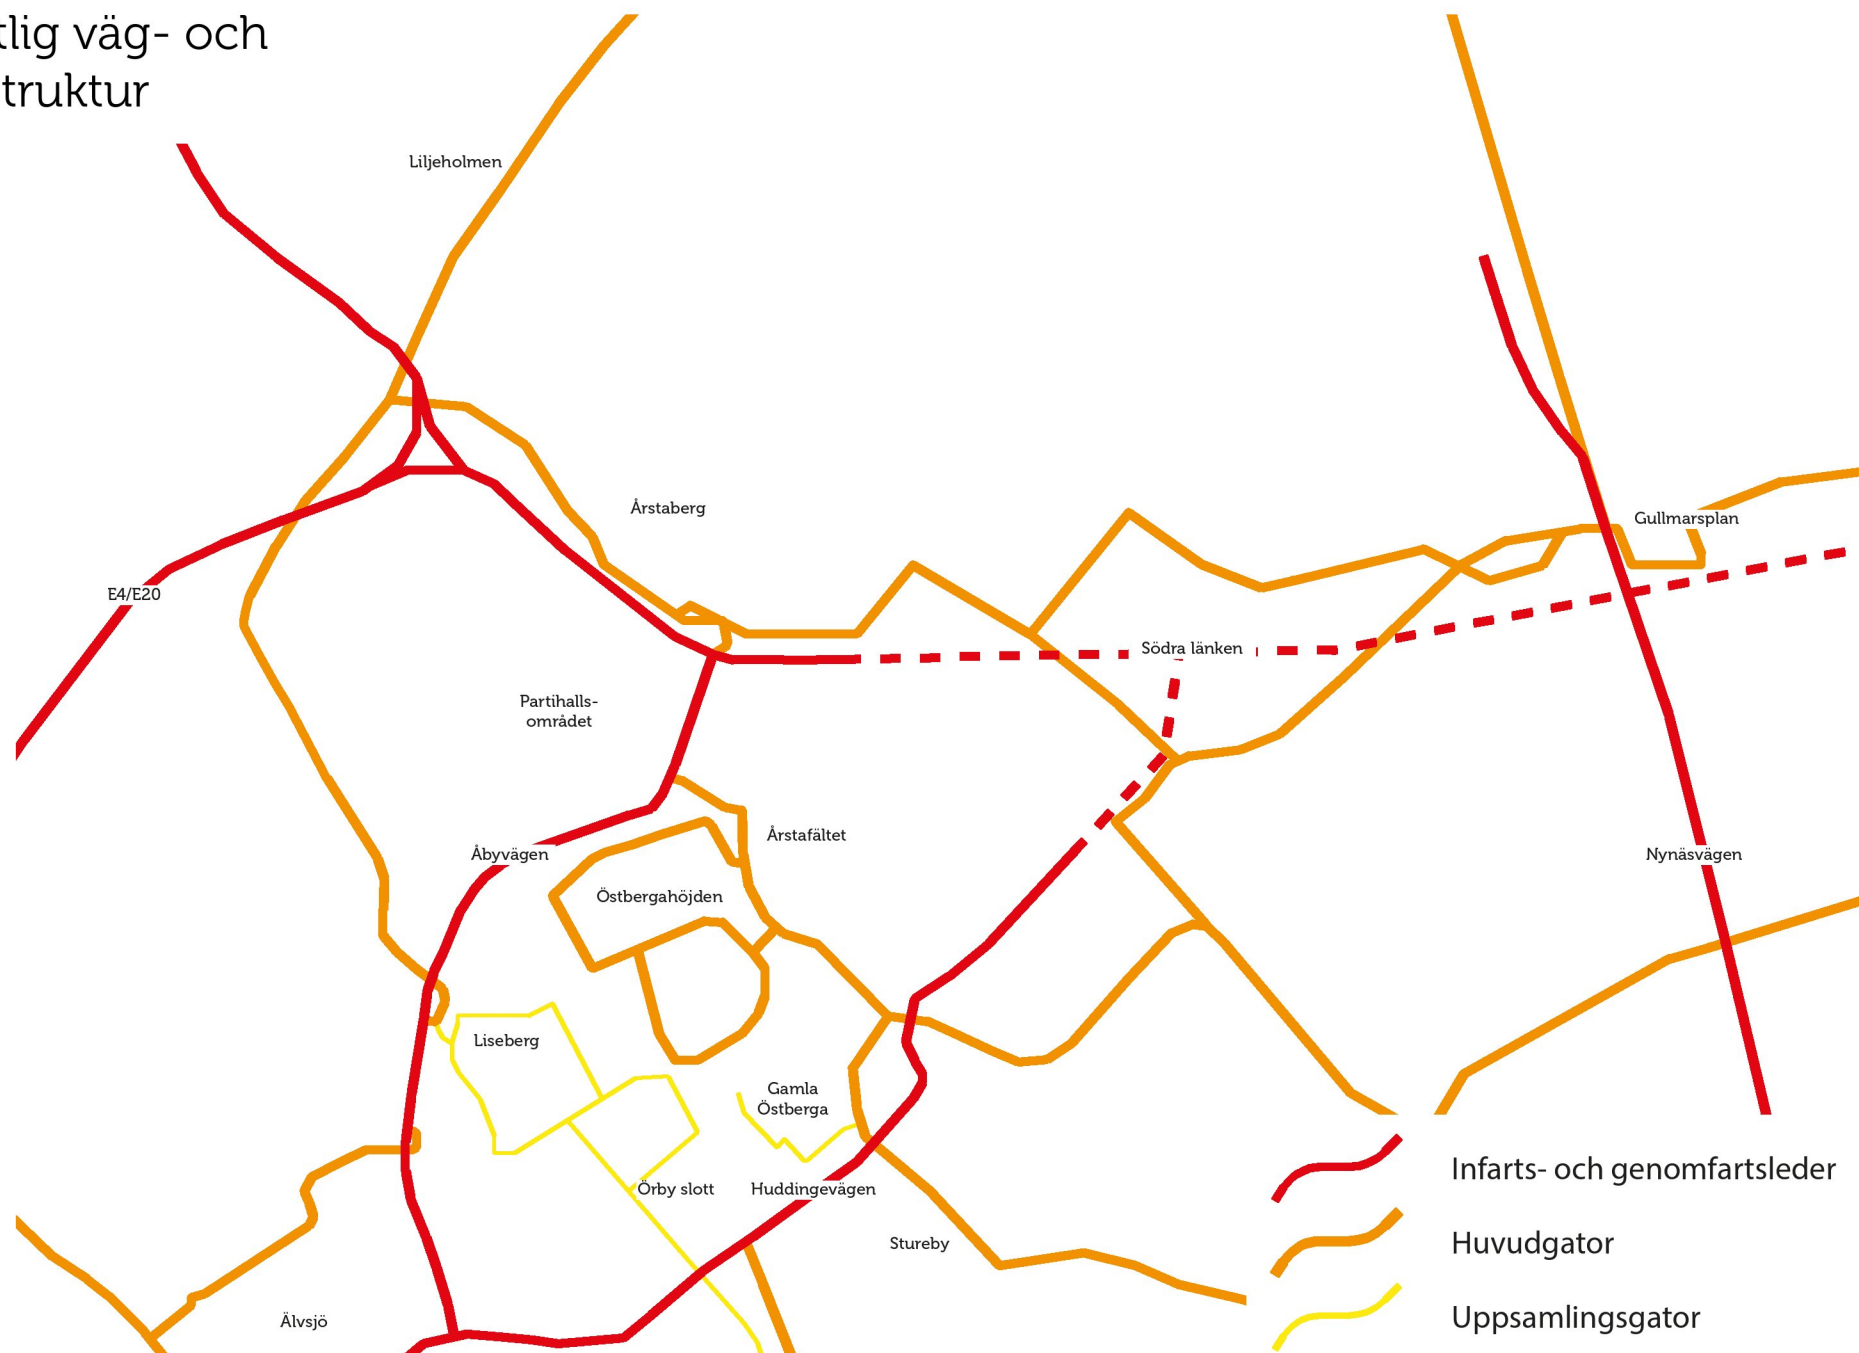 tlig väg- och
truktur
Liljeholmen
Årstaberg
Gullmarsplan
E4/E20
Södra länken
Partihalls-
området
Årstafältet
Åbyvägen
Nynäsvägen
Östbergahöjden
Liseberg
Gamla
Östberga
Örby slott
Huddingevägen
Stureby
Älvsjö
Infarts- och genomfartsleder
Huvudgator
Uppsamlingsgator